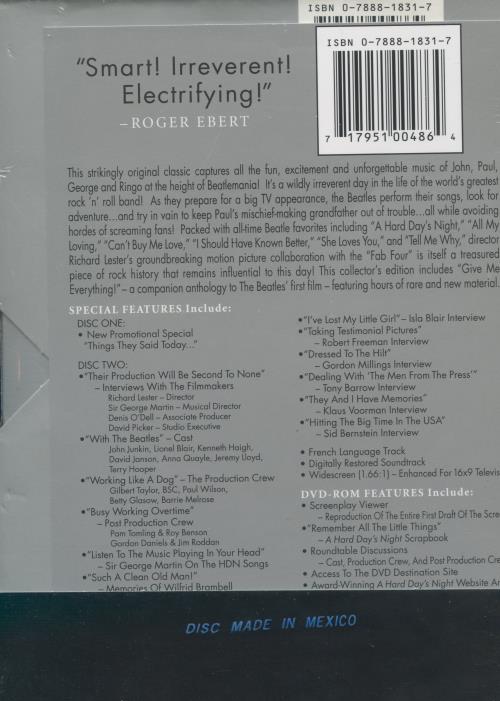 ISBN 0-7888-1831-7
ISBN 0-7888-1831-7
7 17951 00486 4
“Smart! Irreverent!
Electrifying!”
–ROGER EBERT
This strikingly original classic captures all the fun, excitement and unforgettable music of John, Paul,
George and Ringo at the height of Beatlemania! It's a wildly irreverent day in the life of the world's greatest
rock 'n' roll band! As they prepare for a big TV appearance, the Beatles perform their songs, look for
adventure...and try in vain to keep Paul's mischief-making grandfather out of trouble...all while avoiding
hordes of screaming fans! Packed with all-time Beatle favorites including “A Hard Day's Night,” “All My
Loving,” “Can't Buy Me Love,” “I Should Have Known Better,” “She Loves You,” and “Tell Me Why,” director
Richard Lester's groundbreaking motion picture collaboration with the “Fab Four” is itself a treasured
piece of rock history that remains influential to this day! This collector's edition includes “Give Me
Everything!” – a companion anthology to The Beatles' first film – featuring hours of rare and new material.
SPECIAL FEATURES Include:
DISC ONE:
• New Promotional Special
“Things They Said Today...”
DISC TWO:
•“Their Production Will Be Second To None”
– Interviews With The Filmmakers
Richard Lester – Director
Sir George Martin – Musical Director
Denis O'Dell – Associate Producer
David Picker – Studio Executive
•“With The Beatles” – Cast
John Junkin, Lionel Blair, Kenneth Haigh,
David Janson, Anna Quayle, Jeremy Lloyd,
Terry Hooper
•“Working Like A Dog” – The Production Crew
Gilbert Taylor, BSC, Paul Wilson,
Betty Glasow, Barrie Melrose
•“Busy Working Overtime”
– Post Production Crew
Pam Tomling & Roy Benson
Gordon Daniels & Jim Roddan
•“Listen To The Music Playing In Your Head”
– Sir George Martin On The HDN Songs
•“Such A Clean Old Man!”
– Memories Of Wilfrid Brambell
•“I've Lost My Little Girl” – Isla Blair Interview
•“Taking Testimonial Pictures”
– Robert Freeman Interview
•“Dressed To The Hilt”
– Gordon Millings Interview
•“Dealing With 'The Men From The Press'”
– Tony Barrow Interview
•“They And I Have Memories”
– Klaus Voorman Interview
•“Hitting The Big Time In The USA”
– Sid Bernstein Interview
• French Language Track
• Digitally Restored Soundtrack
• Widescreen (1.66:1) – Enhanced For 16x9 Televis
DVD-ROM FEATURES Include:
• Screenplay Viewer
– Reproduction Of The Entire First Draft Of The Scre
•“Remember All The Little Things”
– A Hard Day's Night Scrapbook
• Roundtable Discussions
– Cast, Production Crew, And Post Production Cre
• Access To The DVD Destination Site
• Award-Winning A Hard Day's Night Website Ar
DISC MADE IN MEXICO